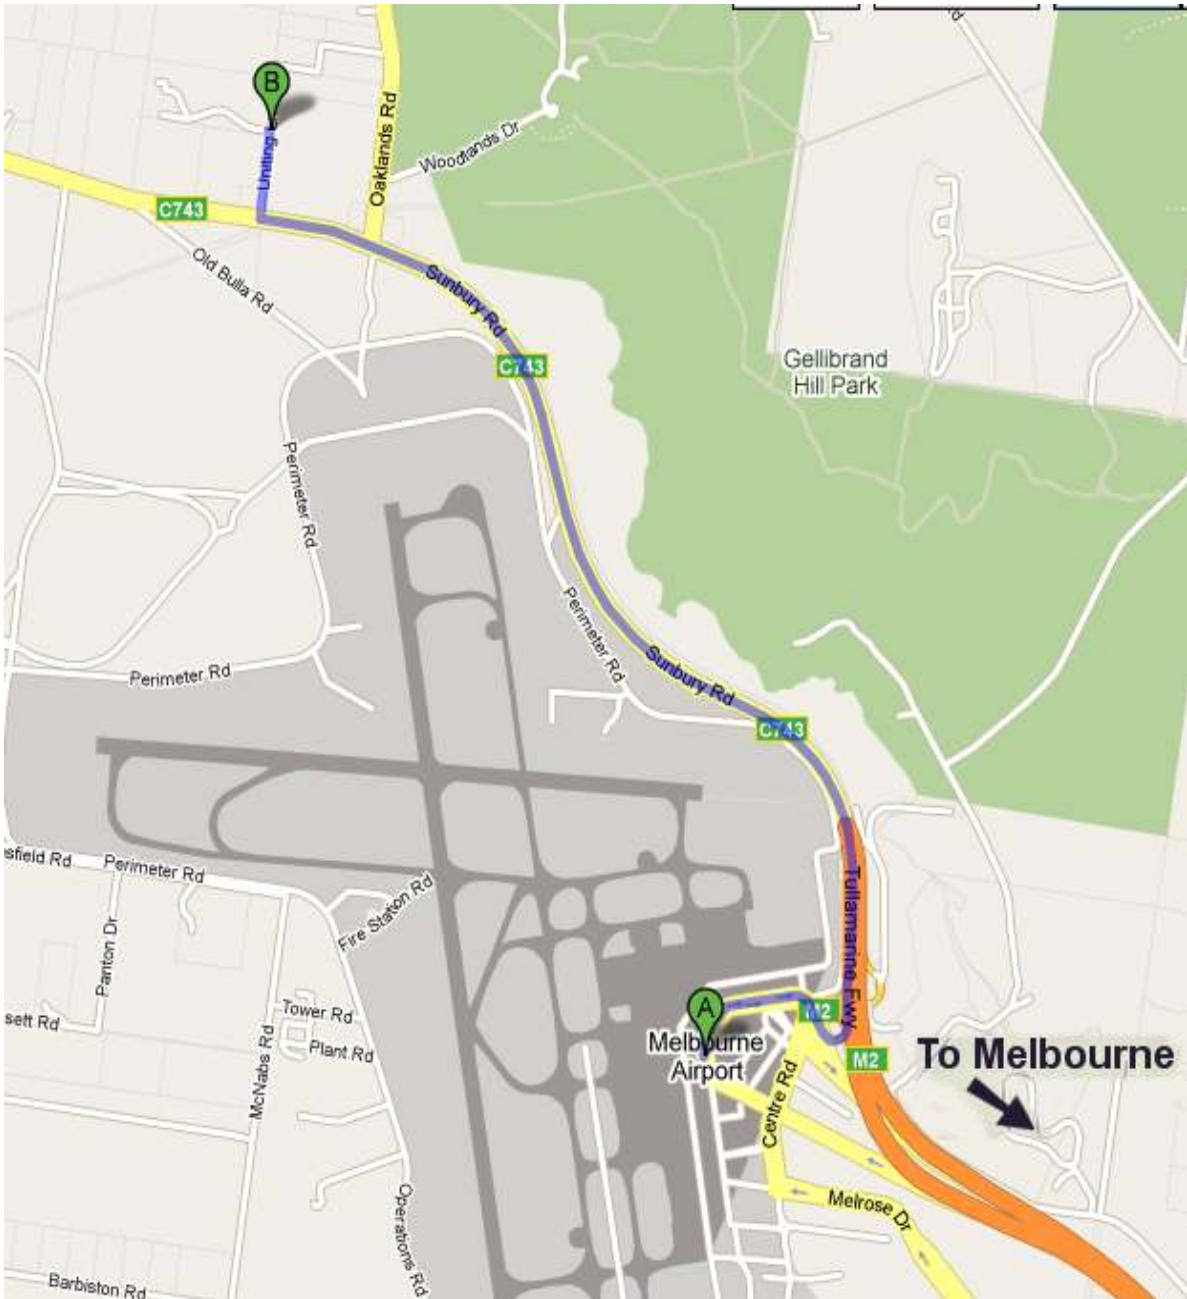 Rd
B
Oaklands Rd
Woodlands Dr
Uniting
C743
Old Bulla Rd
Sunbury Rd
C743
Gellibrand
Hill Park
Perimeter Rd
Perimeter Rd
Sunbury Rd
Perimeter Rd
C743
sfield Rd
Perimeter Rd
Fire Station Rd
Tullamarine Fwy
Panton Dr
A
M2
Tower Rd
sett Rd
Plant Rd
Melbourne
Airport
M2
To Melbourne
McNabs Rd
Centre Rd
Melrose Dr
Operations Rd
Barbiston Rd